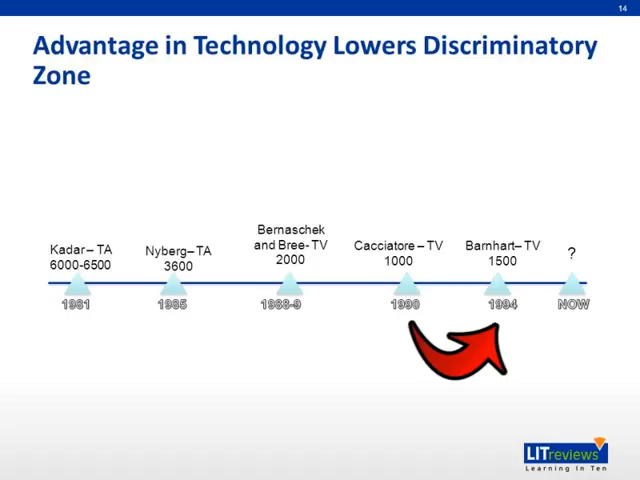 14
Advantage in Technology Lowers Discriminatory
Zone
Kadar – TA
6000-6500
Nyberg– TA
3600
Bernaschek
and Bree- TV
2000
Cacciatore – TV
1000
Barnhart– TV
1500
?
1981
1985
1988-9
1990
1994
NOW
LITreviews
Learning In Ten